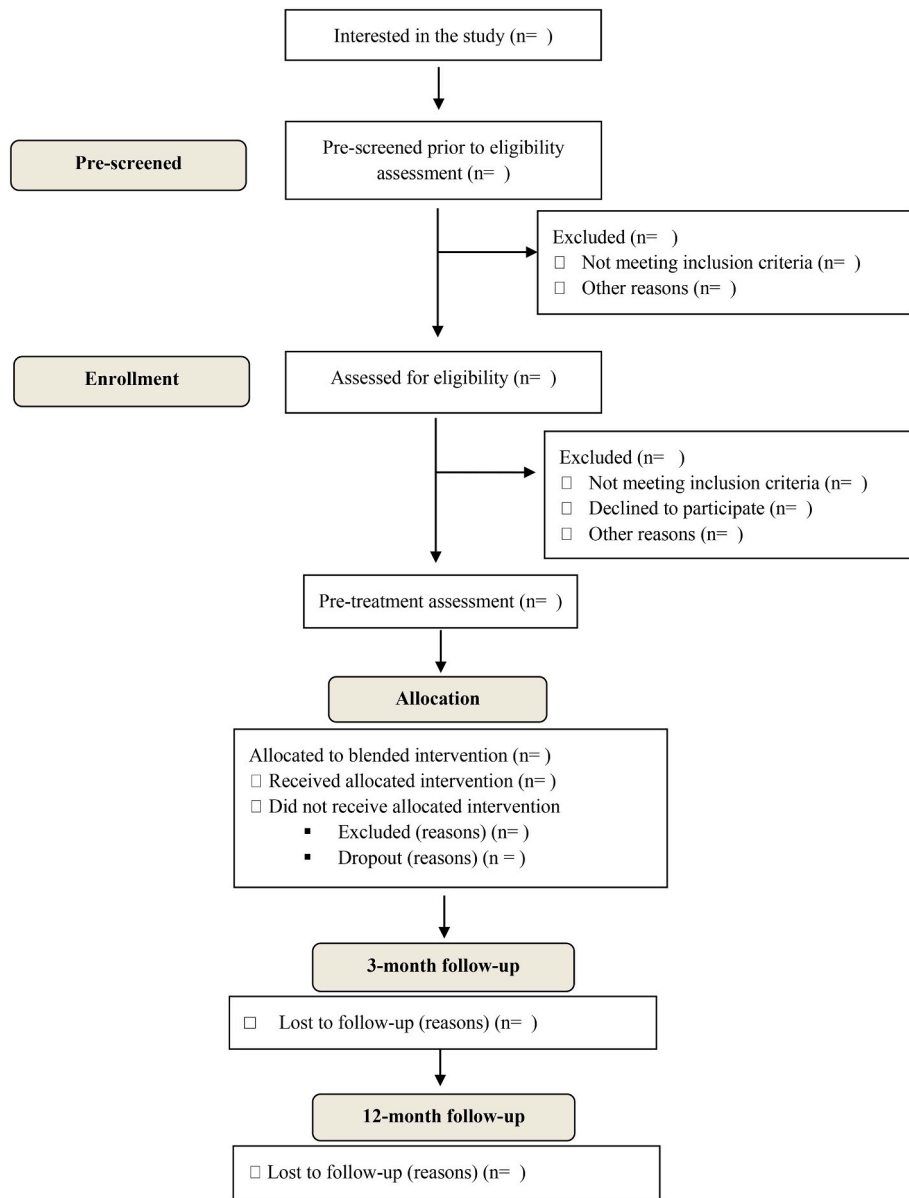 Interested in the study (n=  )
Pre-screened
Pre-screened prior to eligibility
assessment (n=  )
Excluded (n=   )
□ Not meeting inclusion criteria (n=  )
□ Other reasons (n=  )
Enrollment
Assessed for eligibility (n=  )
Excluded (n=   )
□ Not meeting inclusion criteria (n=  )
□ Declined to participate (n=  )
□ Other reasons (n=  )
Pre-treatment assessment (n=  )
Allocation
Allocated to blended intervention (n= )
□ Received allocated intervention (n= )
□ Did not receive allocated intervention
▪ Excluded (reasons) (n= )
▪ Dropout (reasons) (n = )
3-month follow-up
□ Lost to follow-up (reasons) (n=  )
12-month follow-up
□ Lost to follow-up (reasons) (n=  )